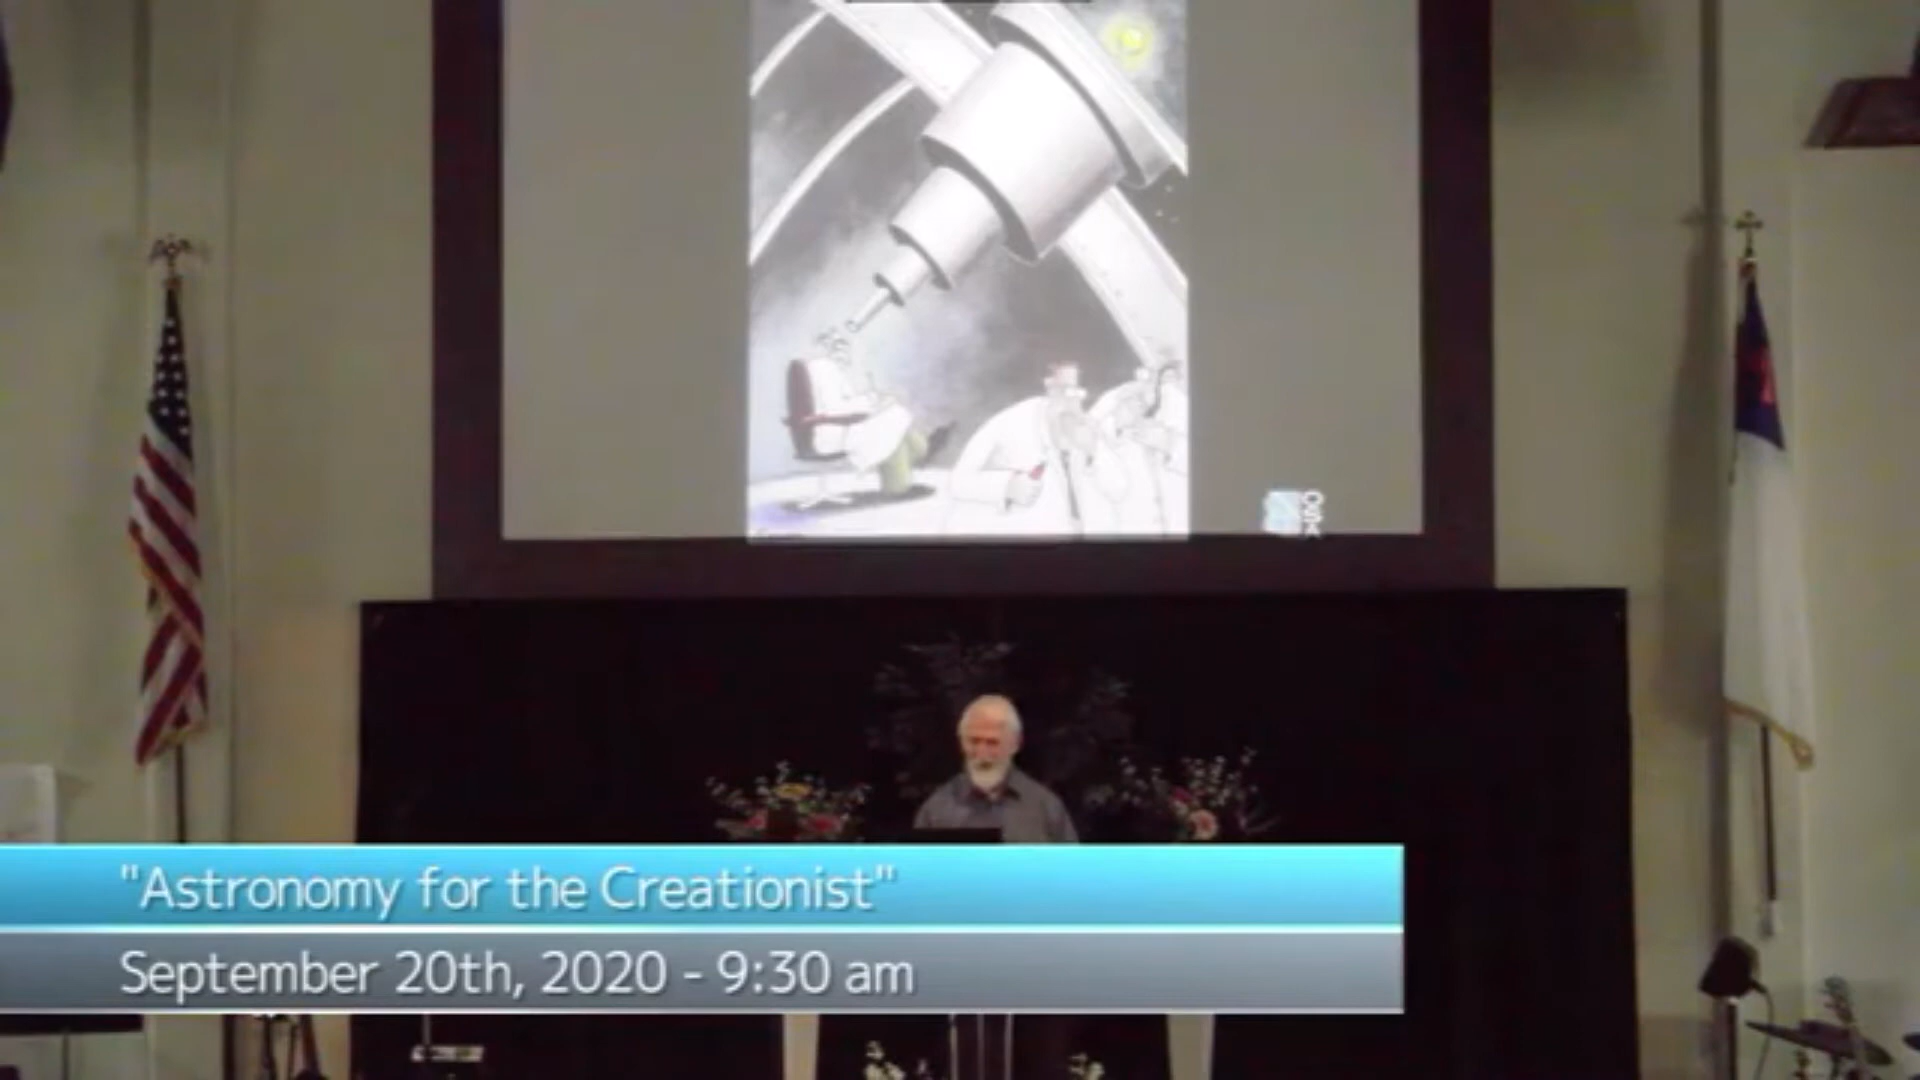 "Astronomy for the Creationist"
September 20th, 2020 - 9:30 am